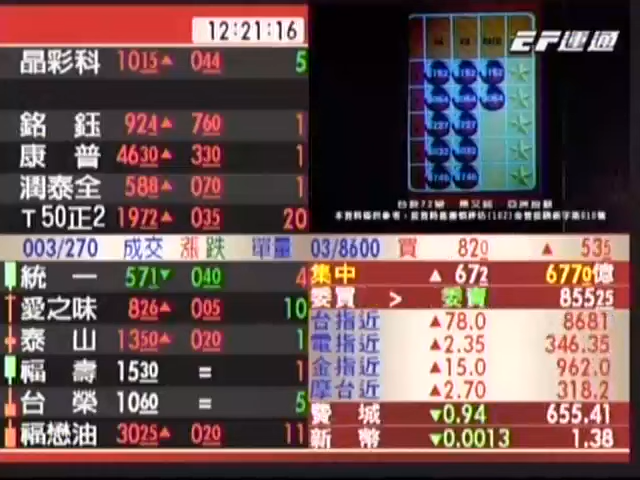 12:21:16
EF運通
晶彩科 1015▲ 044 5
銘鈺 924▲ 760 1
康普 4630▲ 330 1
潤泰全 588▲ 070 1
T50正2 1972▲ 035 20
003/270 成交 漲跌 單量
03/8600 買 820 ▲ 535
統一 571▼ 040 4
愛之味 826▲ 005 10
泰山 1350▲ 020 1
福壽 1530 = 1
台榮 1060 = 5
福懋油 3025▲ 020 11
集中 ▲672 6770億
委買 > 委賣 85525
台指近 ▲78.0 8681
電指近 ▲2.35 346.35
金指近 ▲15.0 962.0
摩台近 ▲2.70 318.2
費城 ▼0.94 655.41
新幣 ▼0.0013 1.38